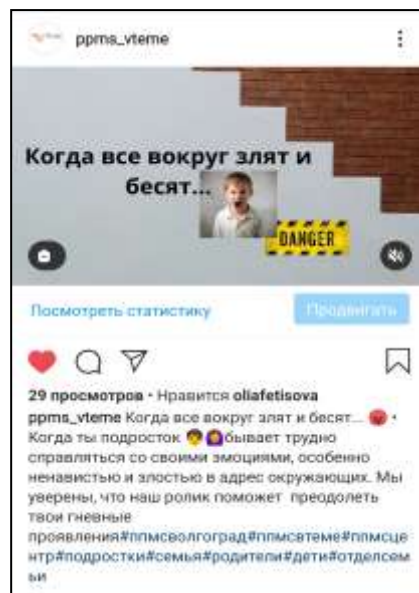 ppms_vteme
Когда все вокруг злят и
бесят...
DANGER
Посмотреть статистику
Продвигать
29 просмотров • Нравится oliafetisova
ppms_vteme Когда все вокруг злят и бесят... 😡 •
Когда ты подросток 🧒🙆‍♀️бывает трудно
справляться со своими эмоциями, особенно
ненавистью и злостью в адрес окружающих. Мы
уверены, что наш ролик поможет преодолеть
твои гневные
проявления#ппмсволгоград#ппмсвтеме#ппмсце
нтр#подростки#семья#родители#дети#отделсем
ьи